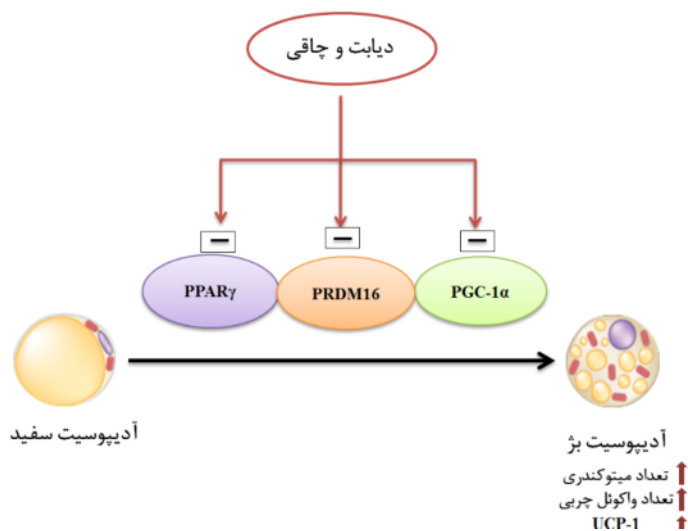 دیابت و چاقی
— — —
PPARγ PRDM16 PGC-1α
آدیپوسیت سفید
آدیپوسیت بژ
تعداد میتوکندری
تعداد واکوئل چربی
UCP-1